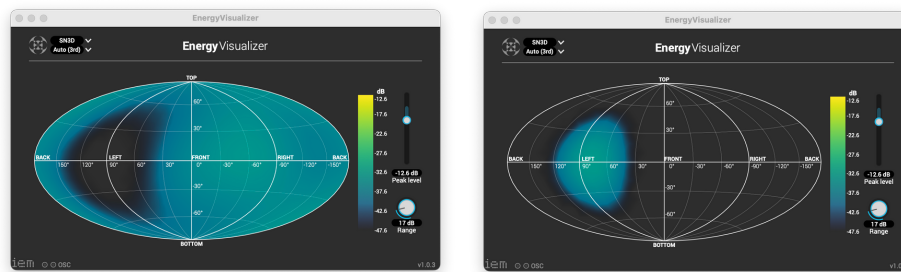 EnergyVisualizer
SN3D
Auto (3rd)
EnergyVisualizer
TOP
60°
30°
BACK 150° 120° LEFT 90° 60° 30° FRONT 0° -30° -60° RIGHT -90° -120° -150° BACK
-30°
-60°
BOTTOM
dB
-12.6
-17.6
-22.6
-27.6
-32.6
-37.6
-42.6
-47.6
-12.6 dB
Peak level
17 dB
Range
iem OSC
v1.0.3
EnergyVisualizer
SN3D
Auto (3rd)
EnergyVisualizer
TOP
60°
30°
BACK 150° 120° LEFT 90° 60° 30° FRONT 0° -30° -60° RIGHT -90° -120° -150° BACK
-30°
-60°
BOTTOM
dB
-12.6
-17.6
-22.6
-27.6
-32.6
-37.6
-42.6
-47.6
-12.6 dB
Peak level
17 dB
Range
iem OSC